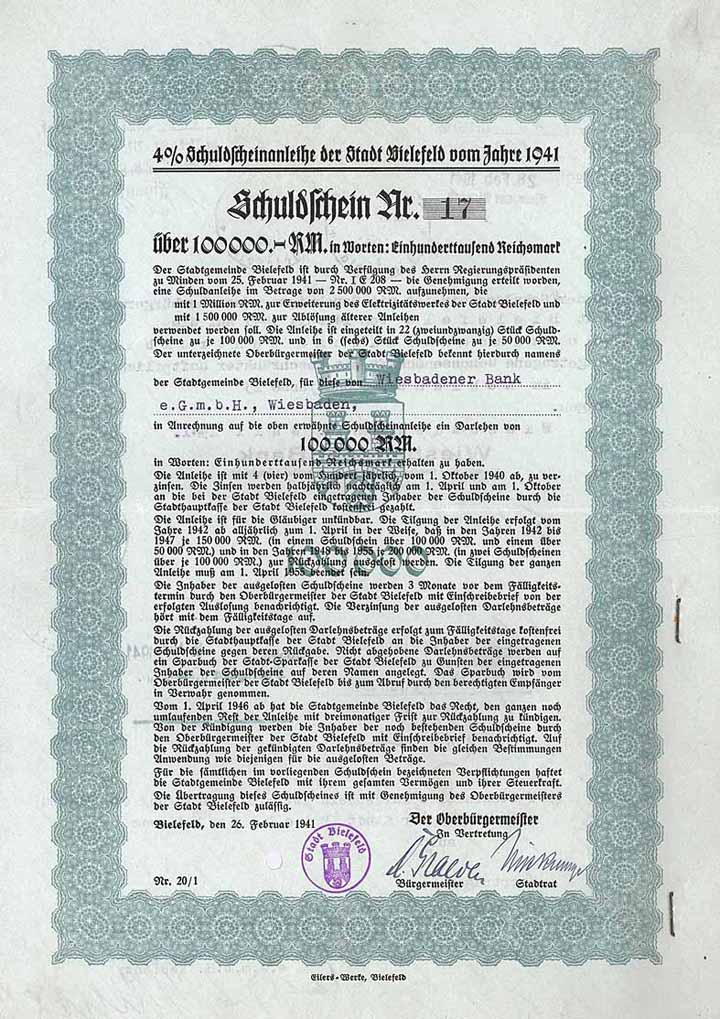 4% Schuldscheinanleihe der Stadt Bielefeld vom Jahre 1941
Schuldschein Nr. 17
über 100000.-RM. in Worten: Einhunderttausend Reichsmark
Der Stadtgemeinde Bielefeld ist durch Verfügung des Herrn Regierungspräsidenten
zu Minden vom 25. Februar 1941 — Nr. I E 208 — die Genehmigung erteilt worden,
eine Schuldanleihe im Betrage von 2 500 000 RM. aufzunehmen, die
mit 1 Million RM. zur Erweiterung des Elektrizitätswerkes der Stadt Bielefeld und
mit 1 500 000 RM. zur Ablösung älterer Anleihen
verwendet werden soll. Die Anleihe ist eingeteilt in 22 (zweiundzwanzig) Stück Schuld-
scheine zu je 100 000 RM. und in 6 (sechs) Stück Schuldscheine zu je 50 000 RM.
Der unterzeichnete Oberbürgermeister der Stadt Bielefeld bekennt hierdurch namens
der Stadtgemeinde Bielefeld, für diese von Wiesbadener Bank
e.G.m.b.H., Wiesbaden,
in Anrechnung auf die oben erwähnte Schuldscheinanleihe ein Darlehen von
100 000 RM.
in Worten: Einhunderttausend Reichsmark erhalten zu haben.
Die Anleihe ist mit 4 (vier) vom Hundert jährlich vom 1. Oktober 1940 ab, zu ver-
zinsen. Die Zinsen werden halbjährlich nachträglich am 1. April und am 1. Oktober
an die bei der Stadt Bielefeld eingetragenen Inhaber der Schuldscheine durch die
Stadthauptkasse der Stadt Bielefeld kostenfrei gezahlt.
Die Anleihe ist für die Gläubiger unkündbar. Die Tilgung der Anleihe erfolgt vom
Jahre 1942 ab alljährlich zum 1. April in der Weise, daß in den Jahren 1942 bis
1947 je 150 000 RM. (in einem Schuldschein über 100 000 RM. und in einem über
50 000 RM.) und in den Jahren 1948 bis 1955 je 200 000 RM. (in zwei Schuldscheinen
über je 100 000 RM.) zur Rückzahlung ausgelost werden. Die Tilgung der ganzen
Anleihe muß am 1. April 1955 beendet sein.
100 000
Die Inhaber der ausgelosten Schuldscheine werden 3 Monate vor dem Fälligkeits-
termin durch den Oberbürgermeister der Stadt Bielefeld mit Einschreibebrief von der
erfolgten Auslosung benachrichtigt. Die Verzinsung der ausgelosten Darlehnsbeträge
hört mit dem Fälligkeitstage auf.
Die Rückzahlung der ausgelosten Darlehnsbeträge erfolgt zum Fälligkeitstage kostenfrei
durch die Stadthauptkasse der Stadt Bielefeld an die Inhaber der eingetragenen
Schuldscheine gegen deren Rückgabe. Nicht abgehobene Darlehnsbeträge werden auf
ein Sparbuch der Stadt-Sparkasse der Stadt Bielefeld zu Gunsten der eingetragenen
Inhaber der Schuldscheine auf deren Namen angelegt. Das Sparbuch wird vom
Oberbürgermeister der Stadt Bielefeld bis zum Abruf durch den berechtigten Empfänger
in Verwahr genommen.
Vom 1. April 1946 ab hat die Stadtgemeinde Bielefeld das Recht, den ganzen noch
umlaufenden Rest der Anleihe mit dreimonatiger Frist zur Rückzahlung zu kündigen.
Von der Kündigung werden die Inhaber der noch bestehenden Schuldscheine durch
den Oberbürgermeister der Stadt Bielefeld mit Einschreibebrief benachrichtigt. Auf
die Rückzahlung der gekündigten Darlehnsbeträge finden die gleichen Bestimmungen
Anwendung wie diejenigen für die ausgelosten Beträge.
Für die sämtlichen im vorliegenden Schuldschein bezeichneten Verpflichtungen haftet
die Stadtgemeinde Bielefeld mit ihrem gesamten Vermögen und ihrer Steuerkraft.
Die Übertragung dieses Schuldscheines ist mit Genehmigung des Oberbürgermeisters
der Stadt Bielefeld zulässig.
Bielefeld, den 26. Februar 1941
Der Oberbürgermeister
In Vertretung
Stadt Bielefeld
Nr. 20/1
Bürgermeister Stadtrat
Eilers-Werke, Bielefeld